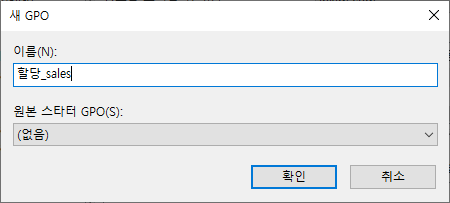 새 GPO
이름(N):
할당_sales
원본 스타터 GPO(S):
(없음)
확인
취소